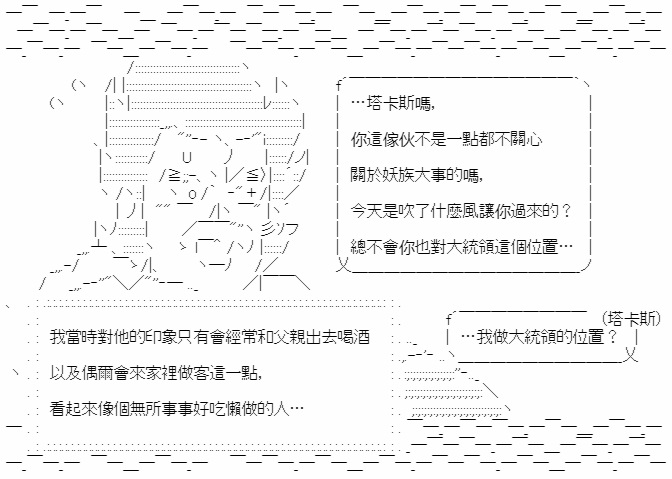 …塔卡斯嗎,
你這傢伙不是一點都不關心
關於妖族大事的嗎,
今天是吹了什麼風讓你過來的？
總不會你也對大統領這個位置…
(塔卡斯)
…我做大統領的位置？
我當時對他的印象只有會經常和父親出去喝酒
以及偶爾會來家裡做客這一點,
看起來像個無所事事好吃懶做的人…